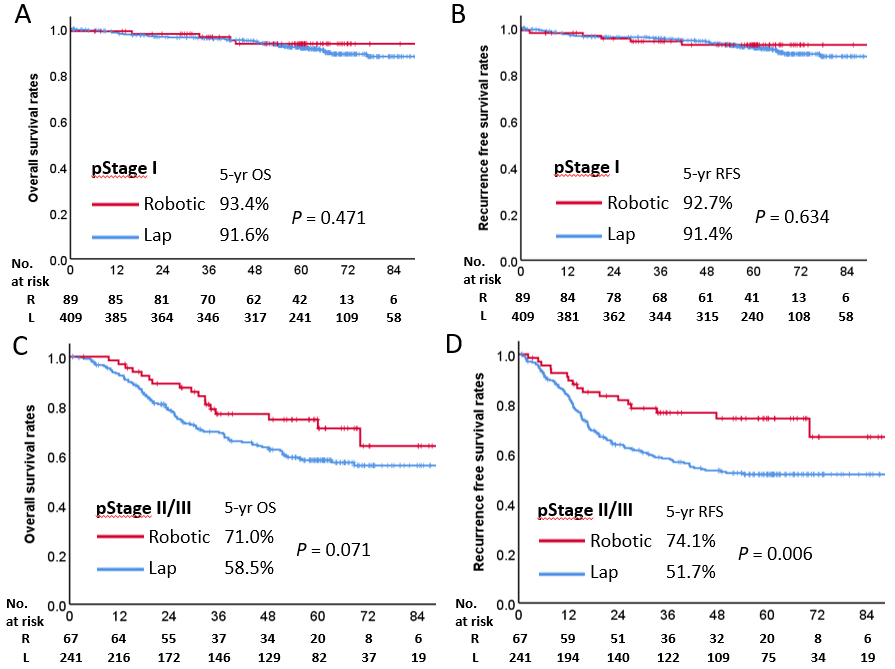 A
Overall survival rates
1.0
0.8
0.6
0.4
0.2
0.0
pStage I
5-yr OS
Robotic 93.4%
Lap 91.6%
P = 0.471
0 12 24 36 48 60 72 84
No.
at risk
R 89 85 81 70 62 42 13 6
L 409 385 364 346 317 241 109 58
B
Recurrence free survival rates
1.0
0.8
0.6
0.4
0.2
0.0
pStage I
5-yr RFS
Robotic 92.7%
Lap 91.4%
P = 0.634
0 12 24 36 48 60 72 84
No.
at risk
R 89 84 78 68 61 41 13 6
L 409 381 362 344 315 240 108 58
C
Overall survival rates
1.0
0.8
0.6
0.4
0.2
0.0
pStage II/III
5-yr OS
Robotic 71.0%
Lap 58.5%
P = 0.071
0 12 24 36 48 60 72 84
No.
at risk
R 67 64 55 37 34 20 8 6
L 241 216 172 146 129 82 37 19
D
Recurrence free survival rates
1.0
0.8
0.6
0.4
0.2
0.0
pStage II/III
5-yr RFS
Robotic 74.1%
Lap 51.7%
P = 0.006
0 12 24 36 48 60 72 84
No.
at risk
R 67 59 51 36 32 20 8 6
L 241 194 140 122 109 75 34 19